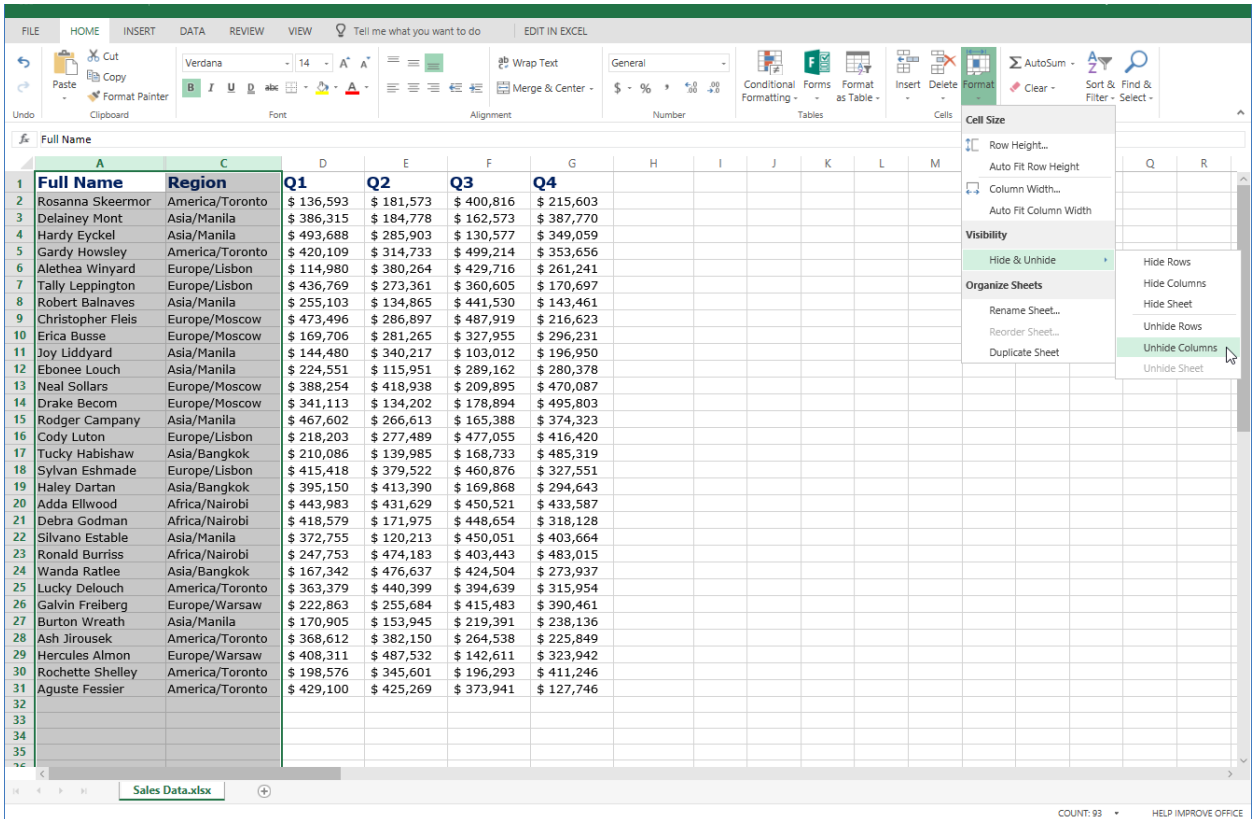 FILE HOME INSERT DATA REVIEW VIEW Tell me what you want to do EDIT IN EXCEL
Cut
Copy
Format Painter
Paste
Undo Clipboard
Verdana 14 A A
B I U D abc A
Font
Wrap Text
Merge & Center
Alignment
General
$ % , .00 .00
Number
Conditional Formatting Forms Format as Table
Tables
Insert Delete Format
Cells
AutoSum
Clear
Sort & Filter Find & Select
fx Full Name
A C D E F G H I J K L M Q R
1 Full Name Region Q1 Q2 Q3 Q4
2 Rosanna Skeermor America/Toronto $ 136,593 $ 181,573 $ 400,816 $ 215,603
3 Delainey Mont Asia/Manila $ 386,315 $ 184,778 $ 162,573 $ 387,770
4 Hardy Eyckel Asia/Manila $ 493,688 $ 285,903 $ 130,577 $ 349,059
5 Gardy Howsley America/Toronto $ 420,109 $ 314,733 $ 499,214 $ 353,656
6 Alethea Winyard Europe/Lisbon $ 114,980 $ 380,264 $ 429,716 $ 261,241
7 Tally Leppington Europe/Lisbon $ 436,769 $ 273,361 $ 360,605 $ 170,697
8 Robert Balnaves Asia/Manila $ 255,103 $ 134,865 $ 441,530 $ 143,461
9 Christopher Fleis Europe/Moscow $ 473,496 $ 286,897 $ 487,919 $ 216,623
10 Erica Busse Europe/Moscow $ 169,706 $ 281,265 $ 327,955 $ 296,231
11 Joy Liddyard Asia/Manila $ 144,480 $ 340,217 $ 103,012 $ 196,950
12 Ebonee Louch Asia/Manila $ 224,551 $ 115,951 $ 289,162 $ 280,378
13 Neal Sollars Europe/Moscow $ 388,254 $ 418,938 $ 209,895 $ 470,087
14 Drake Becom Europe/Moscow $ 341,113 $ 134,202 $ 178,894 $ 495,803
15 Rodger Campany Asia/Manila $ 467,602 $ 266,613 $ 165,388 $ 374,323
16 Cody Luton Europe/Lisbon $ 218,203 $ 277,489 $ 477,055 $ 416,420
17 Tucky Habishaw Asia/Bangkok $ 210,086 $ 139,985 $ 168,733 $ 485,319
18 Sylvan Eshmade Europe/Lisbon $ 415,418 $ 379,522 $ 460,876 $ 327,551
19 Haley Dartan Asia/Bangkok $ 395,150 $ 413,390 $ 169,868 $ 294,643
20 Adda Ellwood Africa/Nairobi $ 443,983 $ 431,629 $ 450,521 $ 433,587
21 Debra Godman Africa/Nairobi $ 418,579 $ 171,975 $ 448,654 $ 318,128
22 Silvano Estable Asia/Manila $ 372,755 $ 120,213 $ 450,051 $ 403,664
23 Ronald Burriss Africa/Nairobi $ 247,753 $ 474,183 $ 403,443 $ 483,015
24 Wanda Ratlee Asia/Bangkok $ 167,342 $ 476,637 $ 424,504 $ 273,937
25 Lucky Delouch America/Toronto $ 363,379 $ 440,399 $ 394,639 $ 315,954
26 Galvin Freiberg Europe/Warsaw $ 222,863 $ 255,684 $ 415,483 $ 390,461
27 Burton Wreath Asia/Manila $ 170,905 $ 153,945 $ 219,391 $ 238,136
28 Ash Jirousek America/Toronto $ 368,612 $ 382,150 $ 264,538 $ 225,849
29 Hercules Almon Europe/Warsaw $ 408,311 $ 487,532 $ 142,611 $ 323,942
30 Rochette Shelley America/Toronto $ 198,576 $ 345,601 $ 196,293 $ 411,246
31 Aguste Fessier America/Toronto $ 429,100 $ 425,269 $ 373,941 $ 127,746
32
33
34
35
Cell Size
Row Height...
Auto Fit Row Height
Column Width...
Auto Fit Column Width
Visibility
Hide & Unhide
Organize Sheets
Rename Sheet...
Reorder Sheet...
Duplicate Sheet
Hide Rows
Hide Columns
Hide Sheet
Unhide Rows
Unhide Columns
Unhide Sheet
Sales Data.xlsx
COUNT: 93 HELP IMPROVE OFFICE